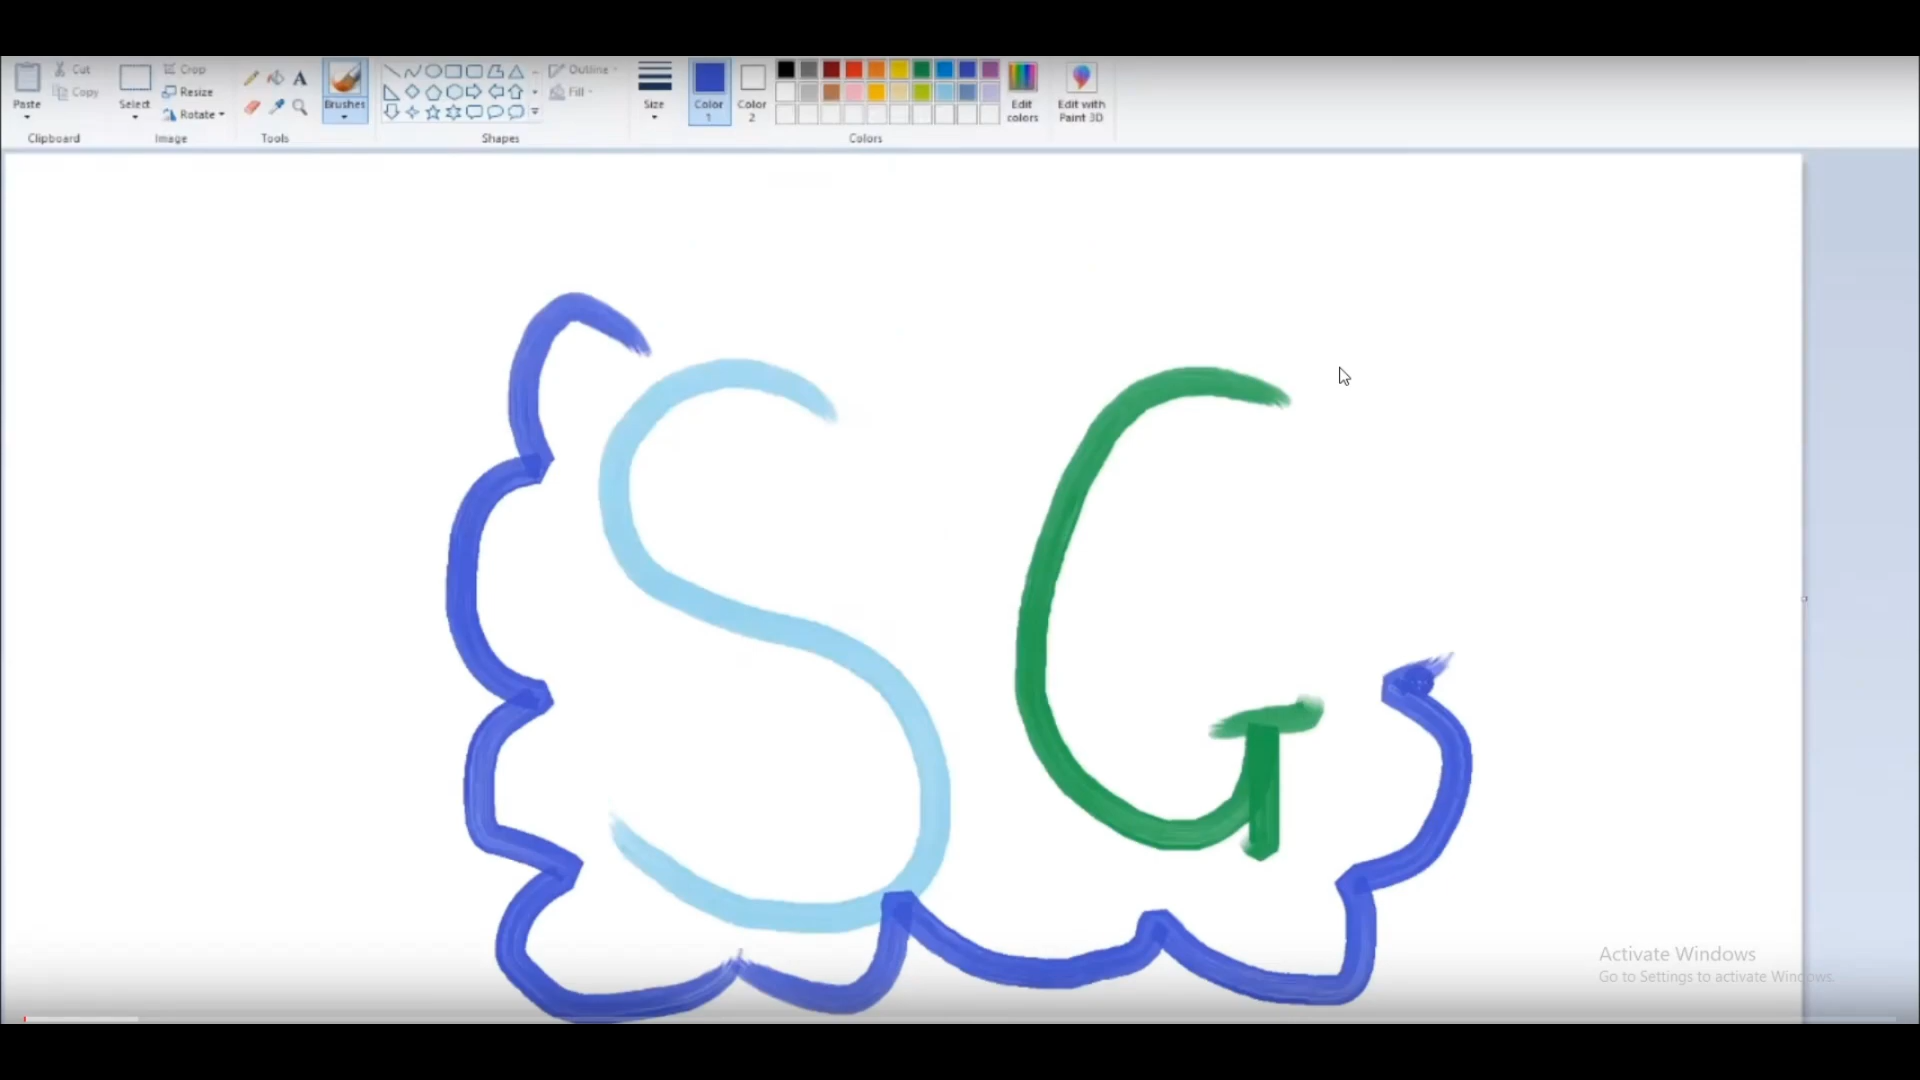 Cut
Crop
Outline
Copy
Resize
Fill
Paste
Select
Rotate
Brushes
Size
Color
1
Color
2
Edit
colors
Edit with
Paint 3D
Clipboard
Image
Tools
Shapes
Colors
SG
Activate Windows
Go to Settings to activate Windows.